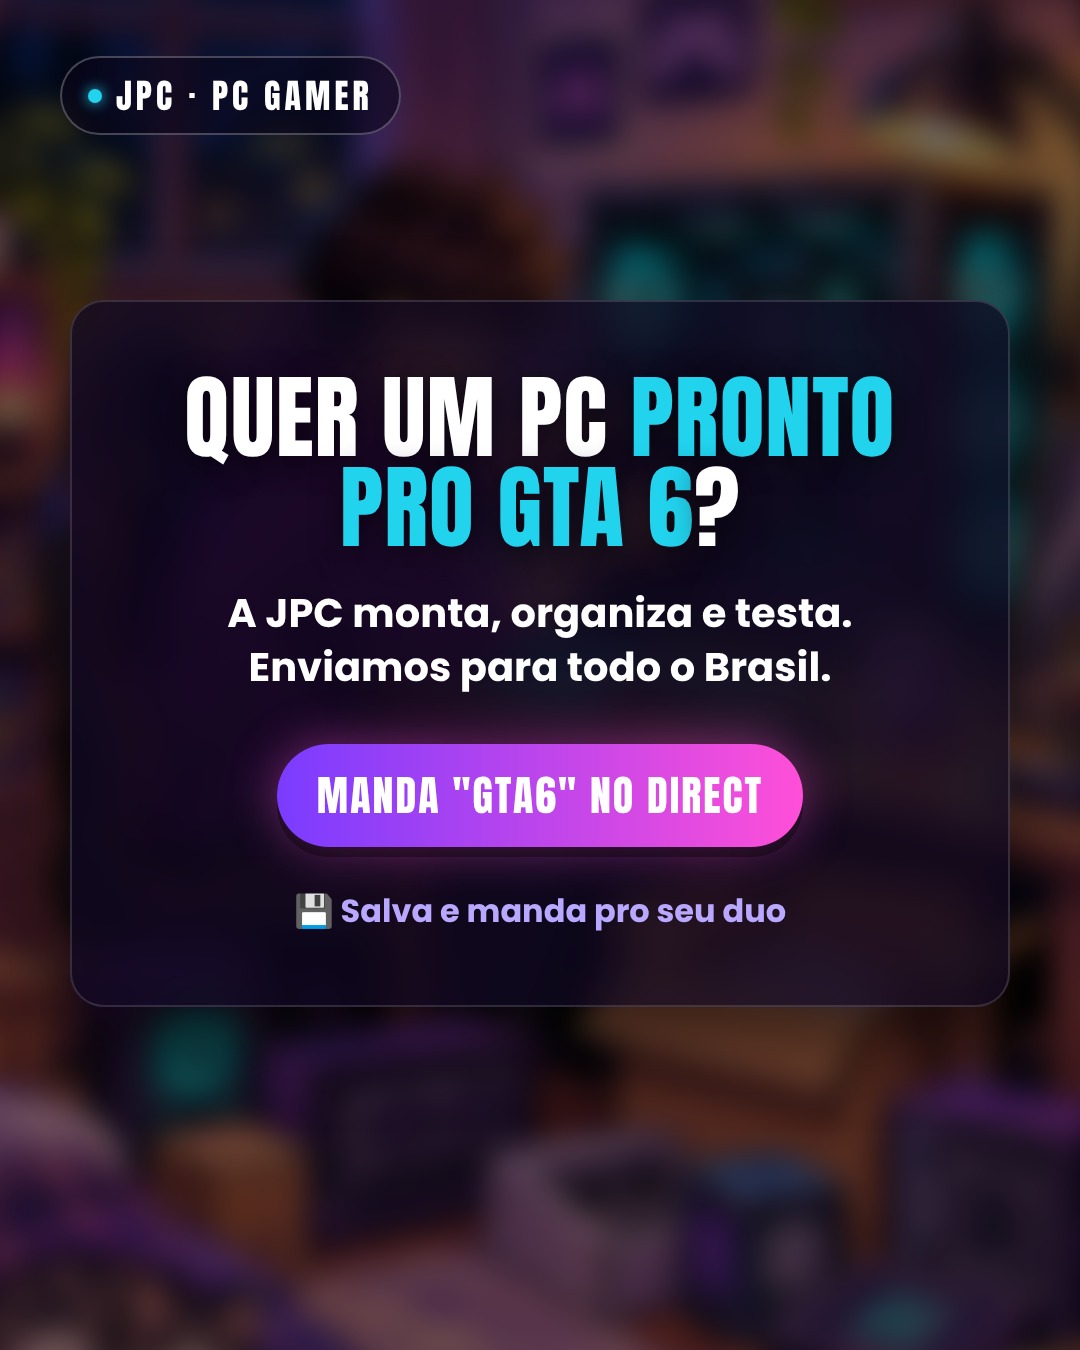 JPC · PC GAMER
QUER UM PC PRONTO
PRO GTA 6?
A JPC monta, organiza e testa.
Enviamos para todo o Brasil.
MANDA "GTA6" NO DIRECT
💾 Salva e manda pro seu duo